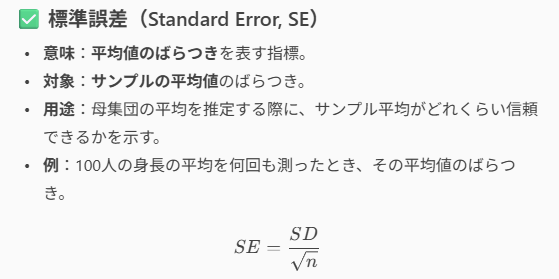 ✅ 標準誤差（Standard Error, SE）
• 意味：平均値のばらつきを表す指標。
• 対象：サンプルの平均値のばらつき。
• 用途：母集団の平均を推定する際に、サンプル平均がどれくらい信頼
できるかを示す。
• 例：100人の身長の平均を何回も測ったとき、その平均値のばらつ
き。
SE = SD/√n